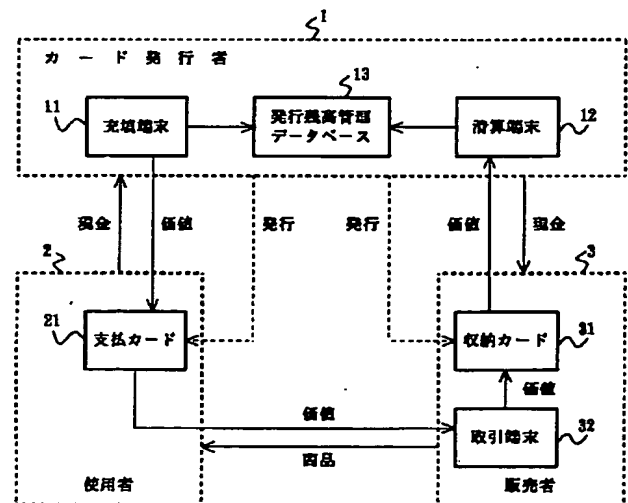 1
カード発行者
13
11
充填端末
発行残高管理
データベース
清算端末
12
現金
価値
発行
発行
価値
現金
2
3
21
支払カード
収納カード
31
価値
価値
取引端末
32
商品
使用者
販売者